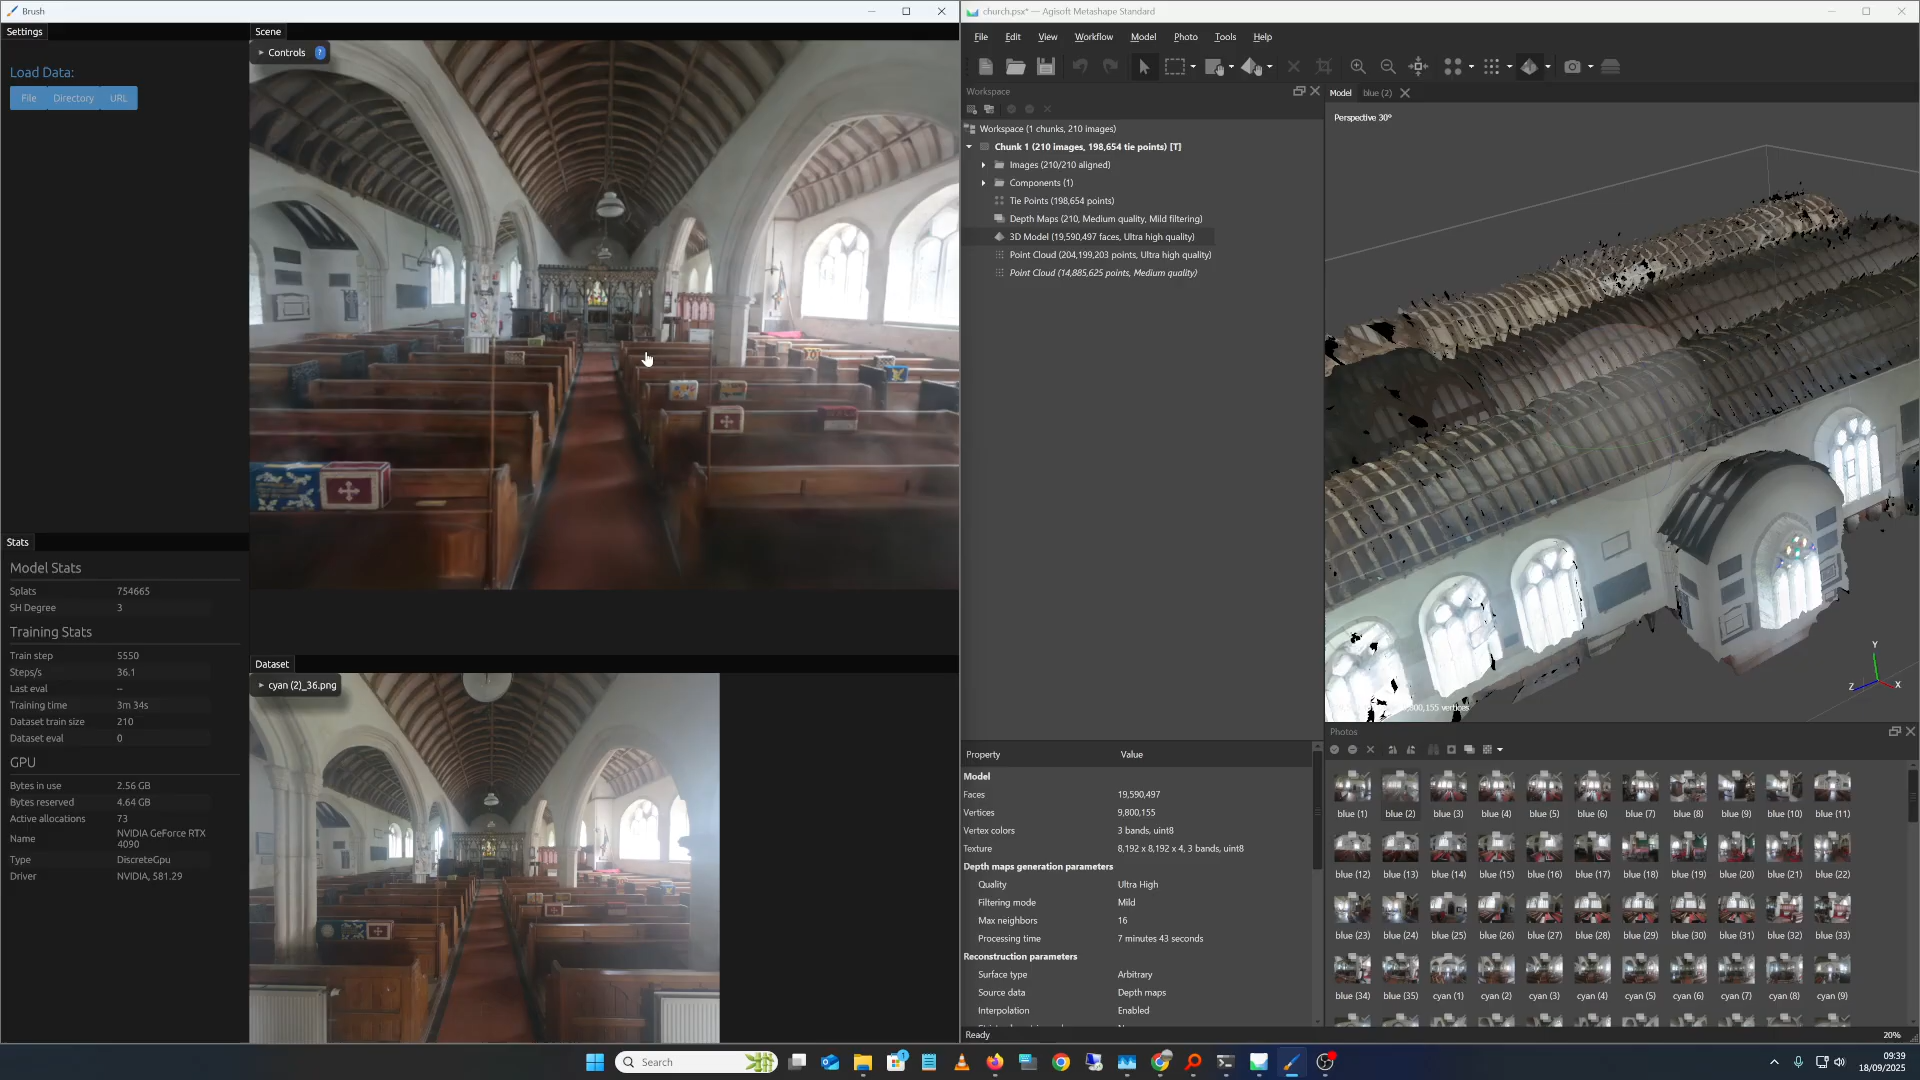 Brush
Settings
Load Data:
File Directory URL
Scene
Controls ?
Stats
Model Stats
Splats 754665
SH Degree 3
Training Stats
Train step 5550
Steps/s 36.1
Last eval --
Training time 3m 34s
Dataset train size 210
Dataset eval 0
GPU
Bytes in use 2.56 GB
Bytes reserved 4.64 GB
Active allocations 73
Name NVIDIA GeForce RTX 4090
Type DiscreteGpu
Driver NVIDIA, 581.29
Dataset
cyan (2)_36.png
church.psx* — Agisoft Metashape Standard
File Edit View Workflow Model Photo Tools Help
Workspace
Workspace (1 chunks, 210 images)
Chunk 1 (210 images, 198,654 tie points) [T]
Images (210/210 aligned)
Components (1)
Tie Points (198,654 points)
Depth Maps (210, Medium quality, Mild filtering)
3D Model (19,590,497 faces, Ultra high quality)
Point Cloud (204,199,203 points, Ultra high quality)
Point Cloud (14,885,625 points, Medium quality)
Property Value
Model
Faces 19,590,497
Vertices 9,800,155
Vertex colors 3 bands, uint8
Texture 8,192 x 8,192 x 4, 3 bands, uint8
Depth maps generation parameters
Quality Ultra High
Filtering mode Mild
Max neighbors 16
Processing time 7 minutes 43 seconds
Reconstruction parameters
Surface type Arbitrary
Source data Depth maps
Interpolation Enabled
Ready
Model blue (2)
Perspective 30°
vertices
Y
Z X
Photos
blue (1) blue (2) blue (3) blue (4) blue (5) blue (6) blue (7) blue (8) blue (9) blue (10) blue (11)
blue (12) blue (13) blue (14) blue (15) blue (16) blue (17) blue (18) blue (19) blue (20) blue (21) blue (22)
blue (23) blue (24) blue (25) blue (26) blue (27) blue (28) blue (29) blue (30) blue (31) blue (32) blue (33)
blue (34) blue (35) cyan (1) cyan (2) cyan (3) cyan (4) cyan (5) cyan (6) cyan (7) cyan (8) cyan (9)
20%
Search
09:39
18/09/2025